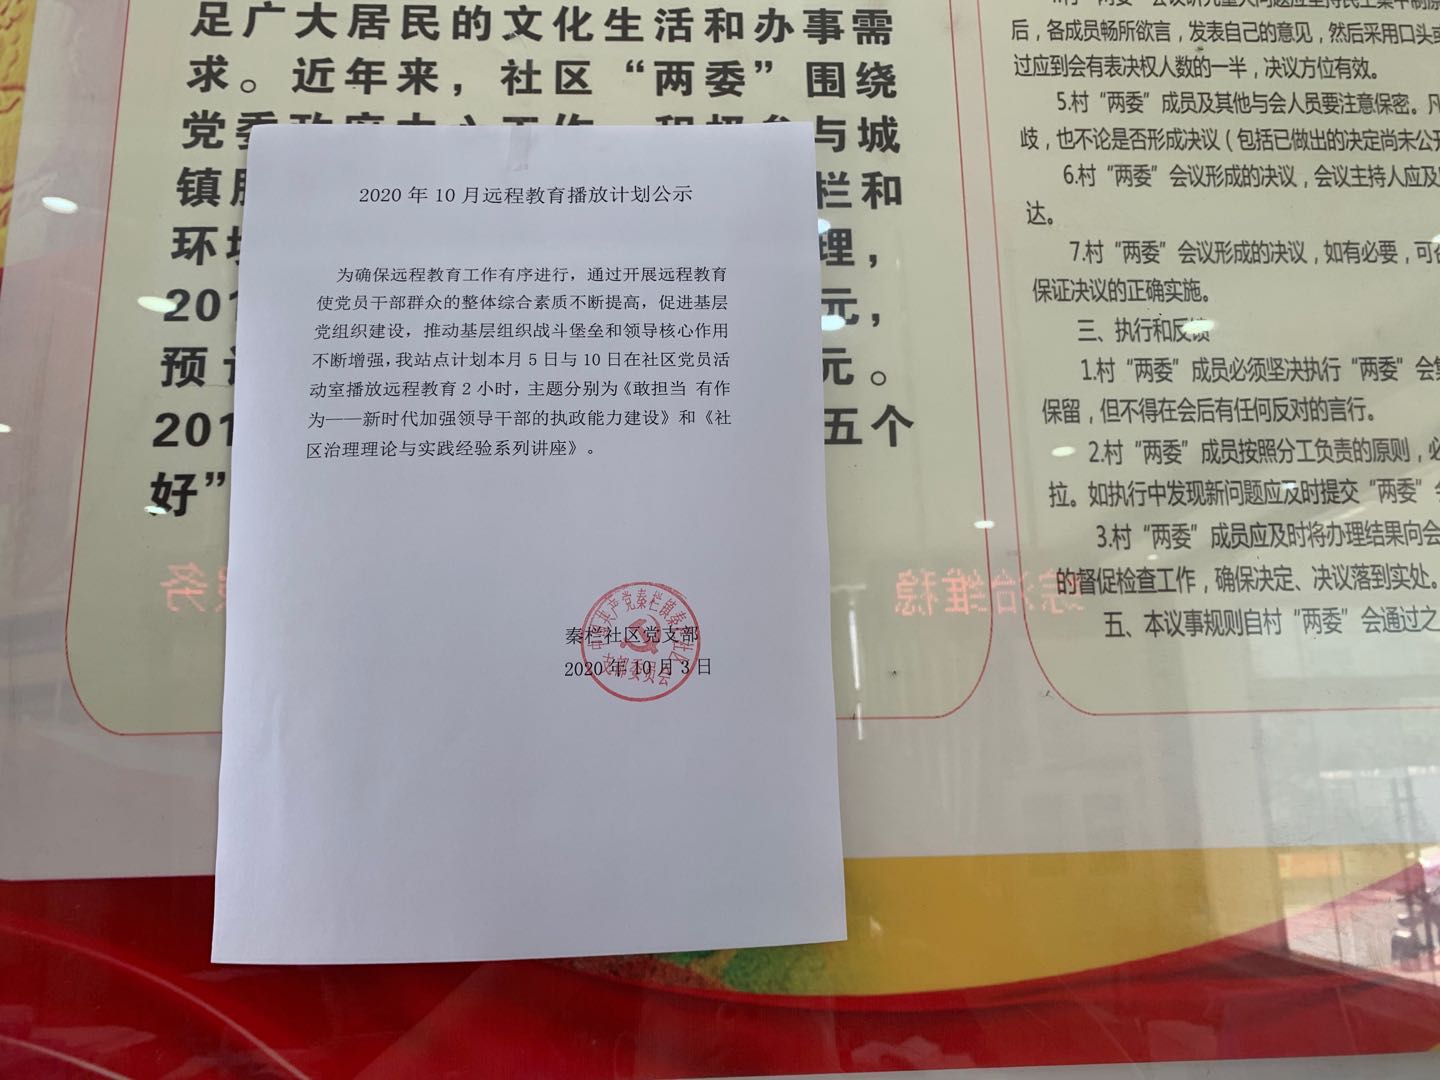 足广大居民的文化生活和办事需
求。近年来，社区“两委”围绕
与城
镇
栏和
环
理，
201
元，
预
元。
201
五个
好”
2020 年 10 月远程教育播放计划公示
为确保远程教育工作有序进行，通过开展远程教育
使党员干部群众的整体综合素质不断提高，促进基层
党组织建设，推动基层组织战斗堡垒和领导核心作用
不断增强，我站点计划本月 5 日与 10 日在社区党员活
动室播放远程教育 2 小时，主题分别为《敢担当 有作
为——新时代加强领导干部的执政能力建设》和《社
区治理理论与实践经验系列讲座》。
秦栏社区党支部
2020 年 10 月 3 日
支部委员会
后，各成员畅所欲言，发表自己的意见，然后采用口头或
过应到会有表决权人数的一半，决议方位有效。
5.村“两委”成员及其他与会人员要注意保密。凡
歧，也不论是否形成决议（包括已做出的决定尚未公开
6.村“两委”会议形成的决议，会议主持人应及
达。
7.村“两委”会议形成的决议，如有必要，可
保证决议的正确实施。
三、执行和反馈
1.村“两委”成员必须坚决执行“两委”会
保留，但不得在会后有任何反对的言行。
2.村“两委”成员按照分工负责的原则，必
拉。如执行中发现新问题应及时提交“两委”
3.村“两委”成员应及时将办理结果向会
的督促检查工作，确保决定、决议落到实处。
五、本议事规则自村“两委”会通过之
综治维稳